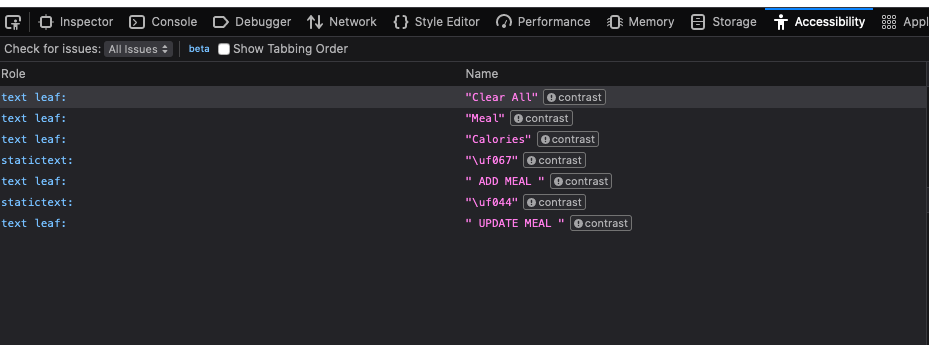 Inspector Console Debugger Network Style Editor Performance Memory Storage Accessibility Appl
Check for issues: All Issues beta Show Tabbing Order
Role Name
text leaf: "Clear All" contrast
text leaf: "Meal" contrast
text leaf: "Calories" contrast
statictext: "\uf067" contrast
text leaf: " ADD MEAL " contrast
statictext: "\uf044" contrast
text leaf: " UPDATE MEAL " contrast